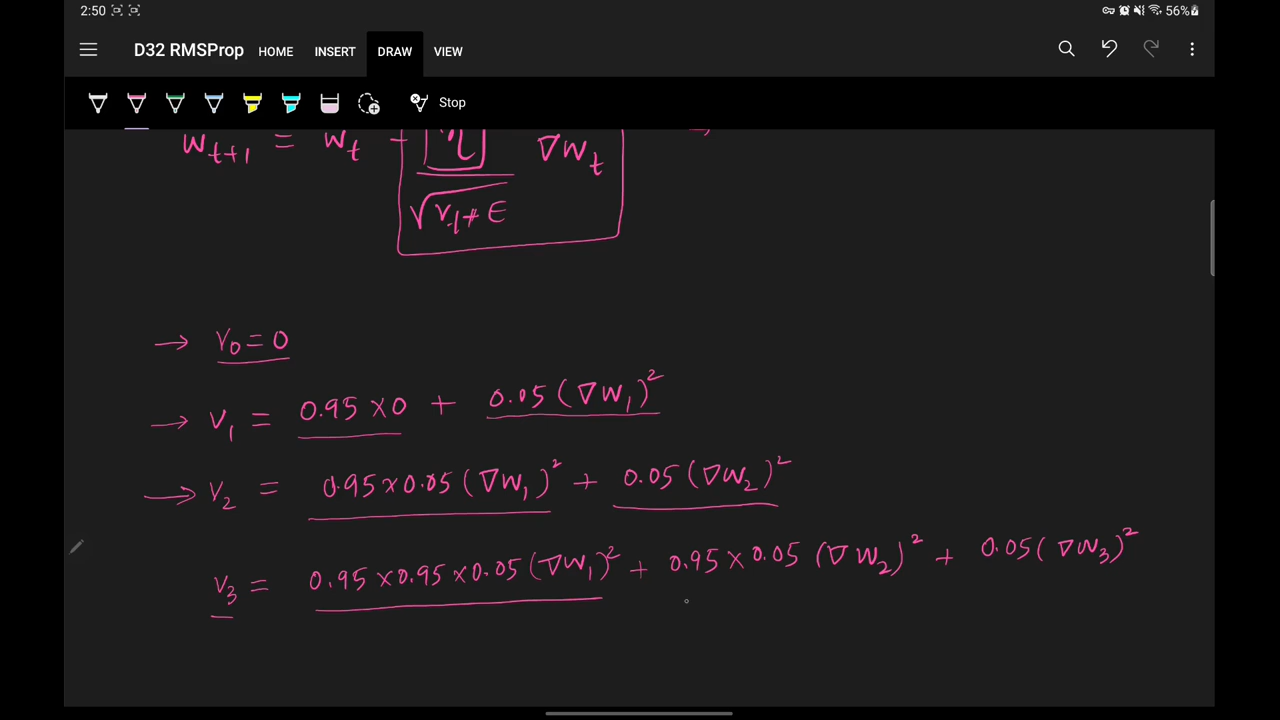 2:50 56%
D32 RMSProp HOME INSERT DRAW VIEW
Stop
W_{t+1} = W_t - η/√(v_t + ε) ∇W_t
→ V₀ = 0
→ V₁ = 0.95 × 0 + 0.05 (∇W₁)²
→ V₂ = 0.95 × 0.05 (∇W₁)² + 0.05 (∇W₂)²
V₃ = 0.95 × 0.95 × 0.05 (∇W₁)² + 0.95 × 0.05 (∇W₂)² + 0.05 (∇W₃)²